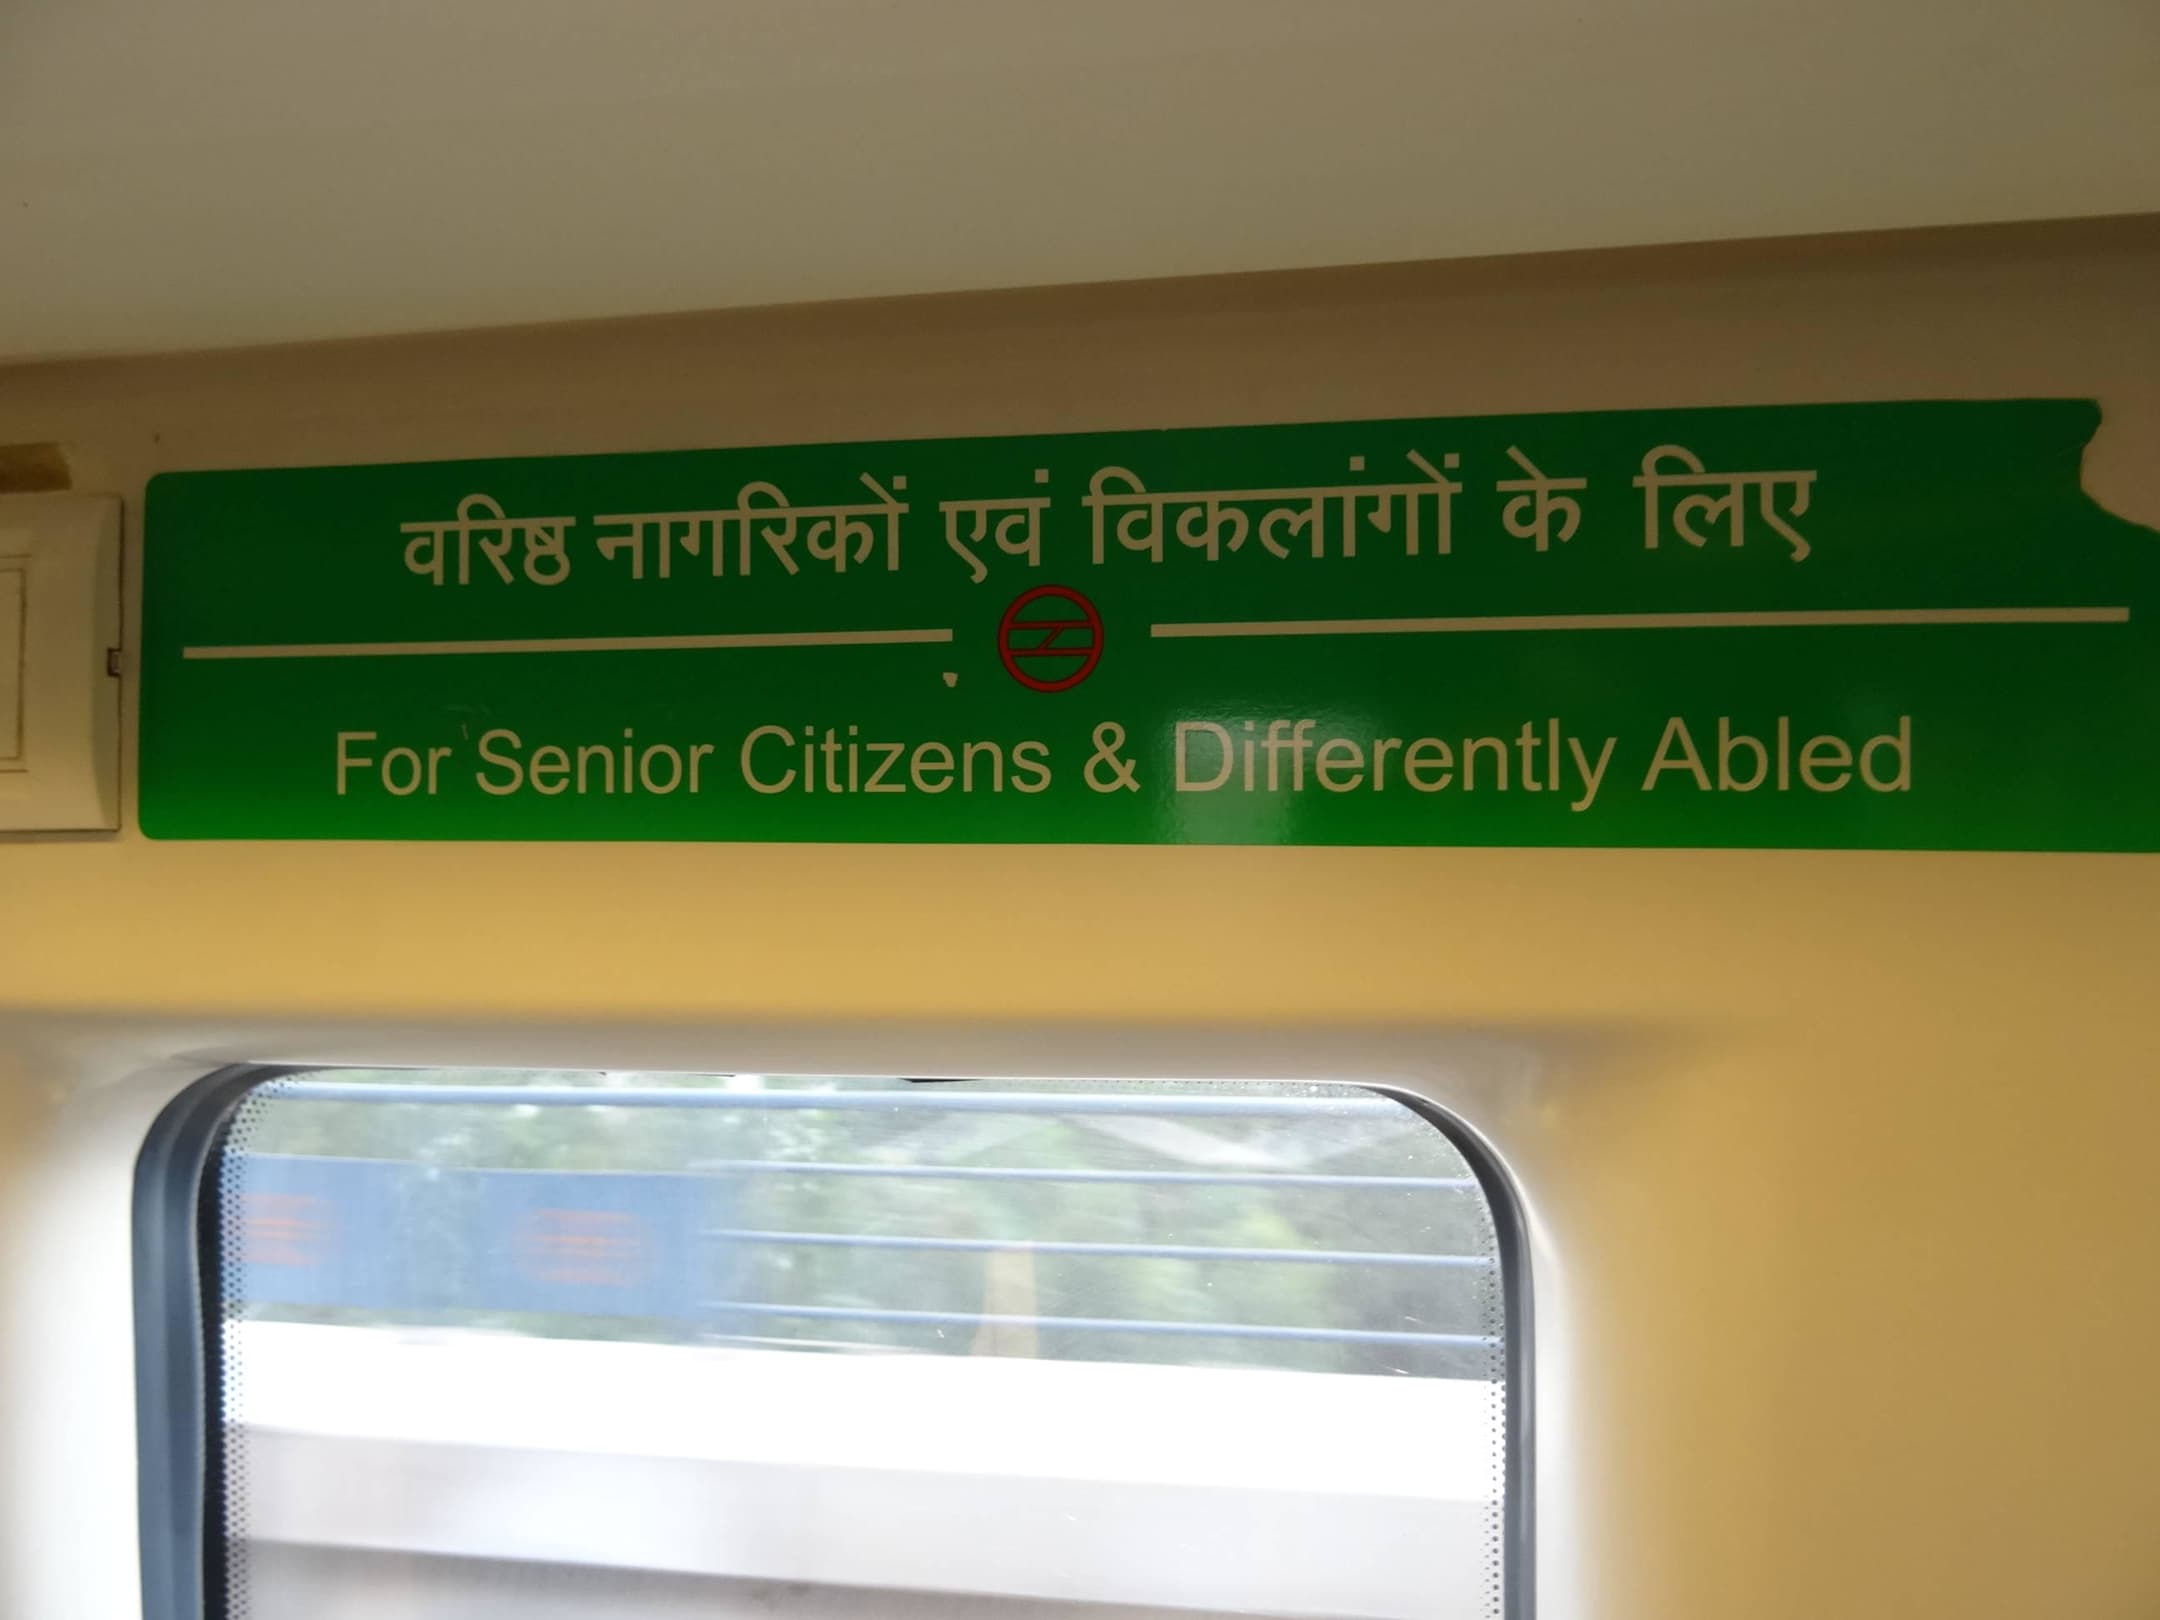 वरिष्ठ नागरिकों एवं विकलांगों के लिए
For Senior Citizens & Differently Abled